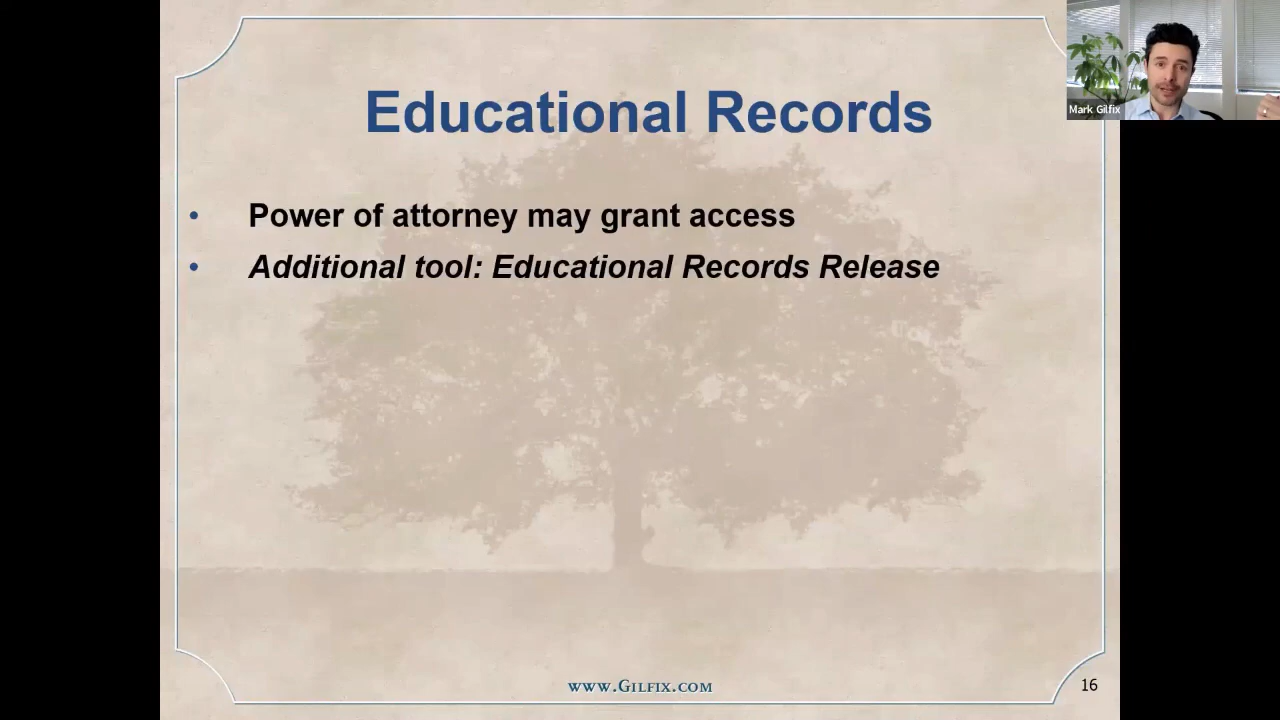 Educational Records
Mark Gilfix
• Power of attorney may grant access
• Additional tool: Educational Records Release
www.Gilfix.com
16